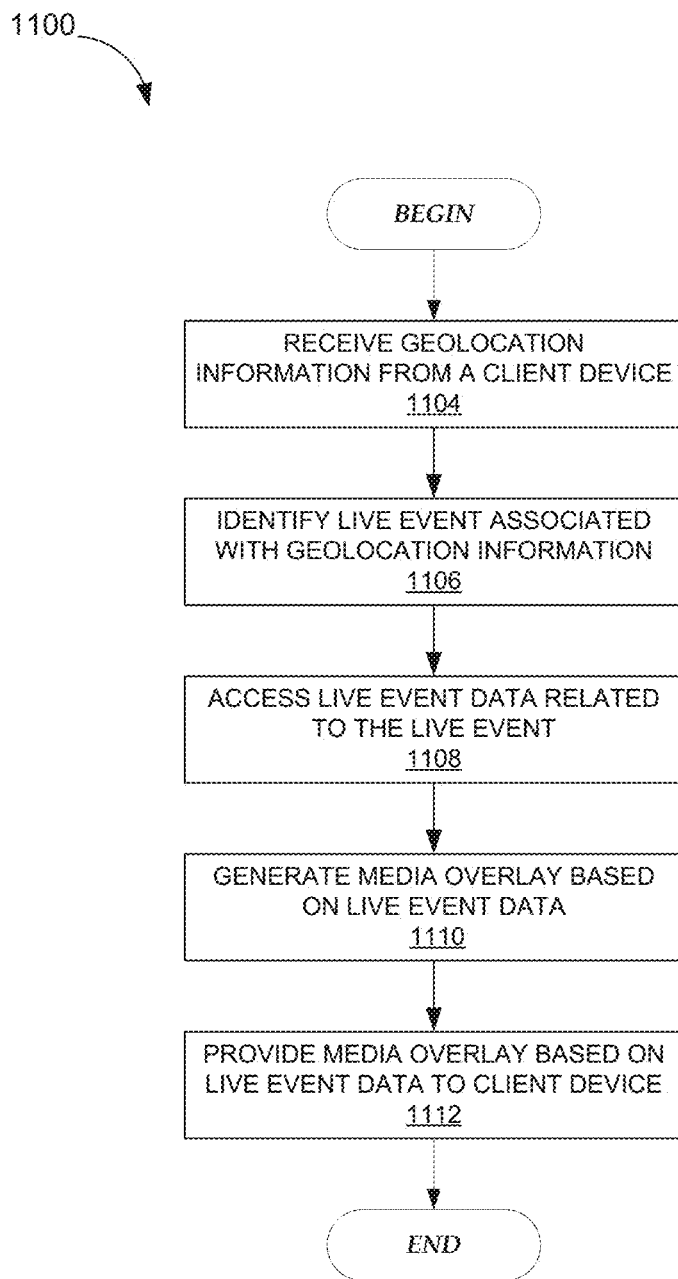 1100
BEGIN
RECEIVE GEOLOCATION
INFORMATION FROM A CLIENT DEVICE
1104
IDENTIFY LIVE EVENT ASSOCIATED
WITH GEOLOCATION INFORMATION
1106
ACCESS LIVE EVENT DATA RELATED
TO THE LIVE EVENT
1108
GENERATE MEDIA OVERLAY BASED
ON LIVE EVENT DATA
1110
PROVIDE MEDIA OVERLAY BASED ON
LIVE EVENT DATA TO CLIENT DEVICE
1112
END